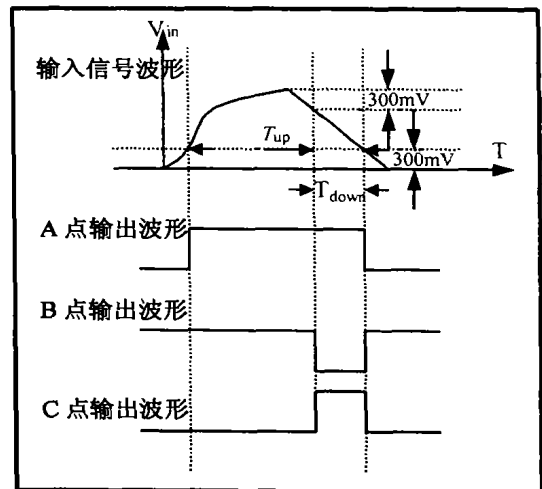 V_in
输入信号波形
300mV
T_up
300mV
T
T_down
A 点输出波形
B 点输出波形
C 点输出波形